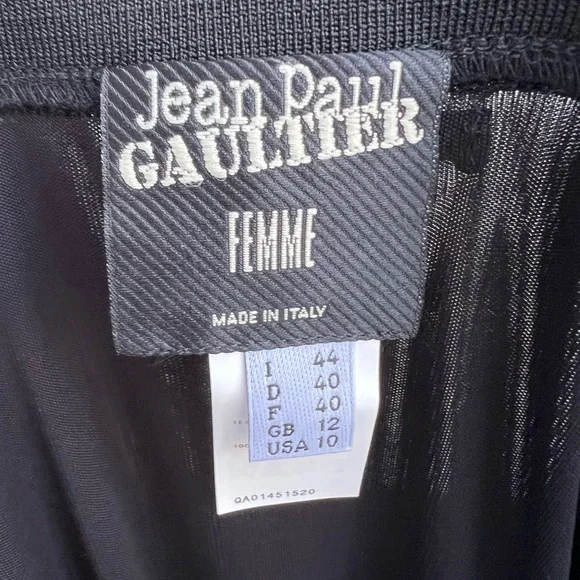 Jean Paul
GAULTIER
FEMME
MADE IN ITALY
I 44
D 40
F 40
GB 12
USA 10
QA01451520